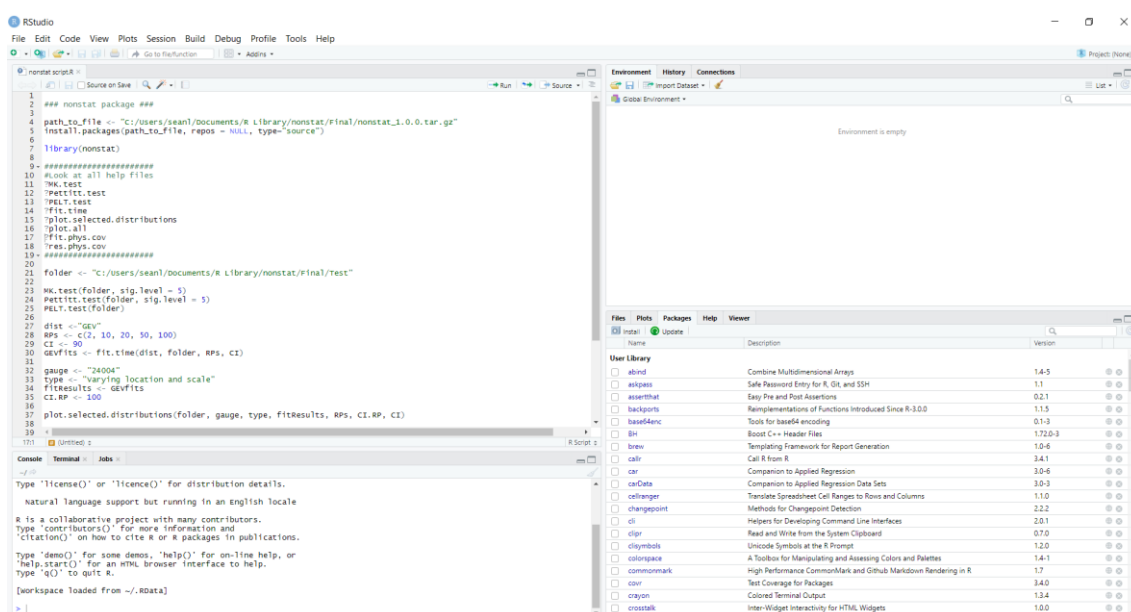 RStudio
File Edit Code View Plots Session Build Debug Profile Tools Help
Go to file/function Addins Project: (None)
nonstat script.R
Source on Save Run Source
1
2 ### nonstat package ###
3
4 path_to_file <- "C:/Users/seanl/Documents/R Library/nonstat/Final/nonstat_1.0.0.tar.gz"
5 install.packages(path_to_file, repos = NULL, type="source")
6
7 library(nonstat)
8
9 #######################
10 #Look at all help files
11 ?MK.test
12 ?Pettitt.test
13 ?PELT.test
14 ?fit.time
15 ?plot.selected.distributions
16 ?plot.all
17 ?fit.phys.cov
18 ?res.phys.cov
19 #######################
20
21 folder <- "C:/Users/seanl/Documents/R Library/nonstat/Final/Test"
22
23 MK.test(folder, sig.level = 5)
24 Pettitt.test(folder, sig.level = 5)
25 PELT.test(folder)
26
27 dist <-"GEV"
28 RPs <- c(2, 10, 20, 50, 100)
29 CI <- 90
30 GEVfits <- fit.time(dist, folder, RPs, CI)
31
32 gauge <- "24004"
33 type <- "varying location and scale"
34 fitResults <- GEVfits
35 CI.RP <- 100
36
37 plot.selected.distributions(folder, gauge, type, fitResults, RPs, CI.RP, CI)
38
39
17:1 (Untitled) R Script
Console Terminal Jobs
~/
Type 'license()' or 'licence()' for distribution details.
Natural language support but running in an English locale
R is a collaborative project with many contributors.
Type 'contributors()' for more information and
'citation()' on how to cite R or R packages in publications.
Type 'demo()' for some demos, 'help()' for on-line help, or
'help.start()' for an HTML browser interface to help.
Type 'q()' to quit R.
[Workspace loaded from ~/.RData]
>
Environment History Connections
Import Dataset List
Global Environment
Environment is empty
Files Plots Packages Help Viewer
Install Update
Name Description Version
User Library
abind Combine Multidimensional Arrays 1.4-5
askpass Safe Password Entry for R, Git, and SSH 1.1
assertthat Easy Pre and Post Assertions 0.2.1
backports Reimplementations of Functions Introduced Since R-3.0.0 1.1.5
base64enc Tools for base64 encoding 0.1-3
BH Boost C++ Header Files 1.72.0-3
brew Templating Framework for Report Generation 1.0-6
callr Call R from R 3.4.1
car Companion to Applied Regression 3.0-6
carData Companion to Applied Regression Data Sets 3.0-3
cellranger Translate Spreadsheet Cell Ranges to Rows and Columns 1.1.0
changepoint Methods for Changepoint Detection 2.2.2
cli Helpers for Developing Command Line Interfaces 2.0.1
clipr Read and Write from the System Clipboard 0.7.0
clisymbols Unicode Symbols at the R Prompt 1.2.0
colorspace A Toolbox for Manipulating and Assessing Colors and Palettes 1.4-1
commonmark High Performance CommonMark and Github Markdown Rendering in R 1.7
covr Test Coverage for Packages 3.4.0
crayon Colored Terminal Output 1.3.4
crosstalk Inter-Widget Interactivity for HTML Widgets 1.0.0